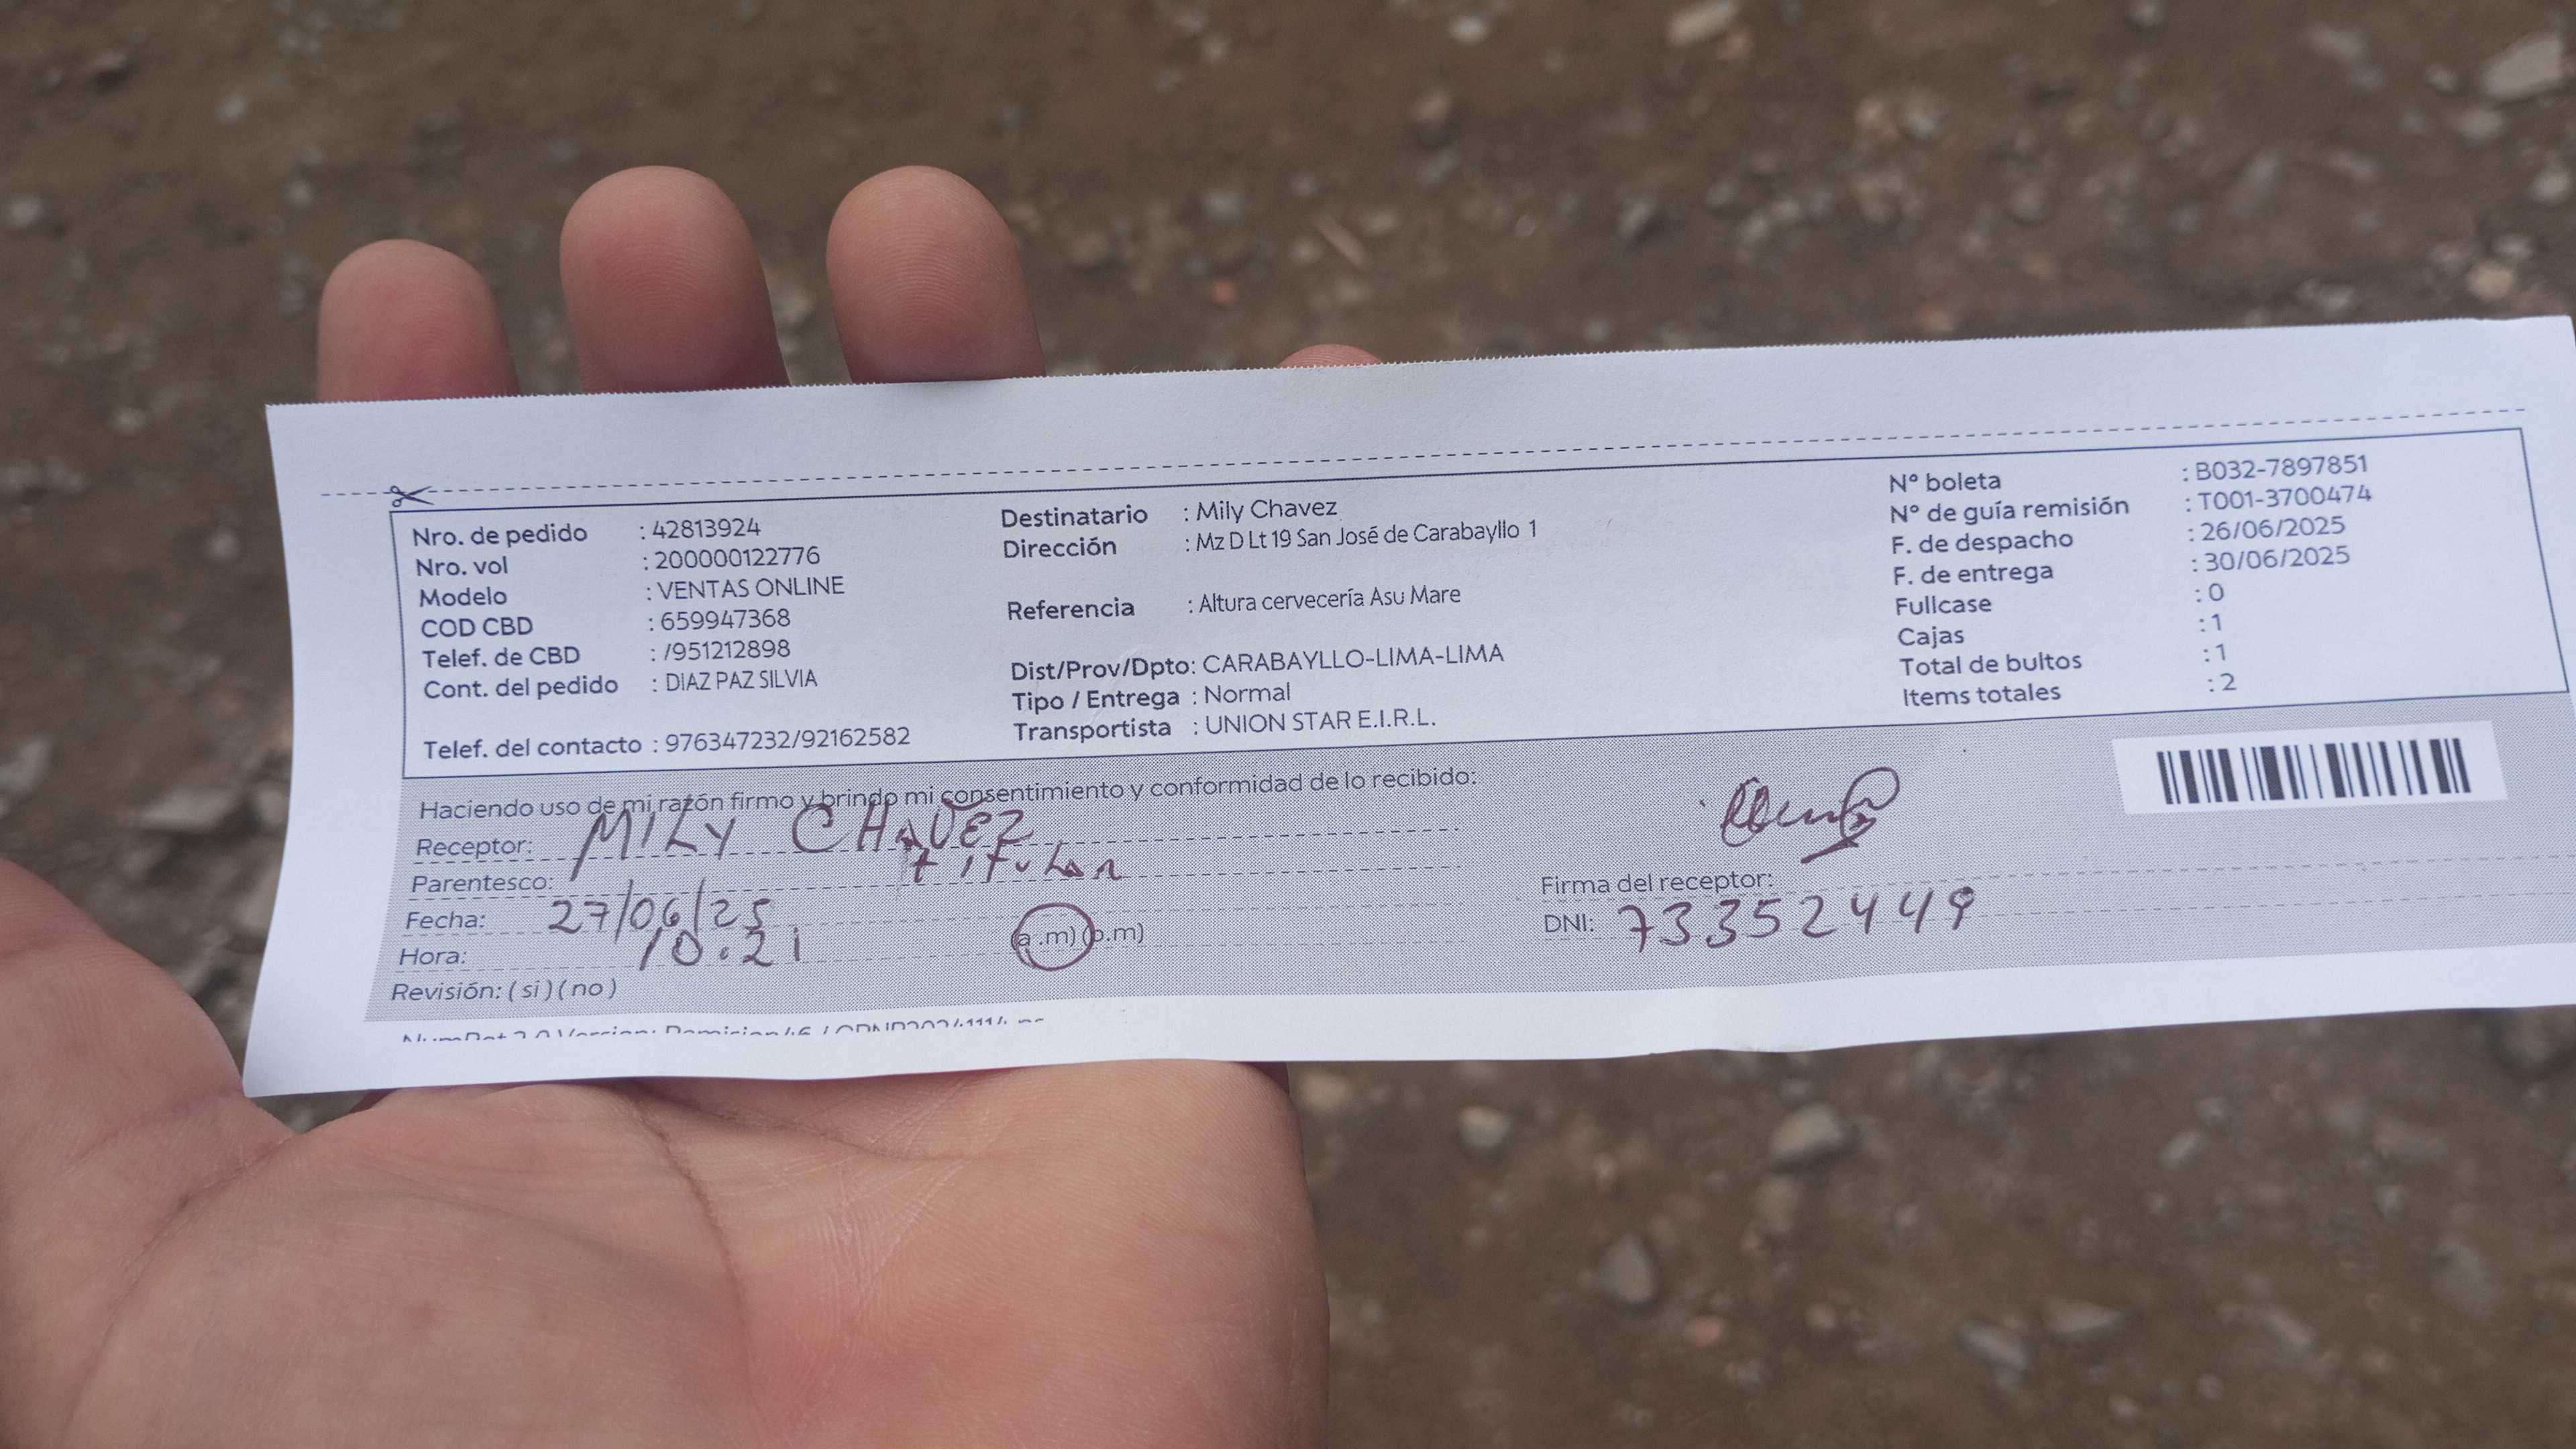 Nro. de pedido : 42813924
Nro. vol : 200000122776
Modelo : VENTAS ONLINE
COD CBD : 659947368
Telef. de CBD : /951212898
Cont. del pedido : DIAZ PAZ SILVIA
Telef. del contacto : 976347232/92162582
Destinatario : Mily Chavez
Dirección : Mz D Lt 19 San José de Carabayllo 1
Referencia : Altura cervecería Asu Mare
Dist/Prov/Dpto: CARABAYLLO-LIMA-LIMA
Tipo / Entrega : Normal
Transportista : UNION STAR E.I.R.L.
N° boleta : B032-7897851
N° de guía remisión : T001-3700474
F. de despacho : 26/06/2025
F. de entrega : 30/06/2025
Fullcase : 0
Cajas : 1
Total de bultos : 1
Items totales : 2
Haciendo uso de mi razón firmo y brindo mi consentimiento y conformidad de lo recibido:
Receptor: MILY CHAVEZ
Parentesco: titular
Fecha: 27/06/25
Hora: 10:21 (a.m) (p.m)
Revisión: ( si ) ( no )
Firma del receptor:
DNI: 73352449